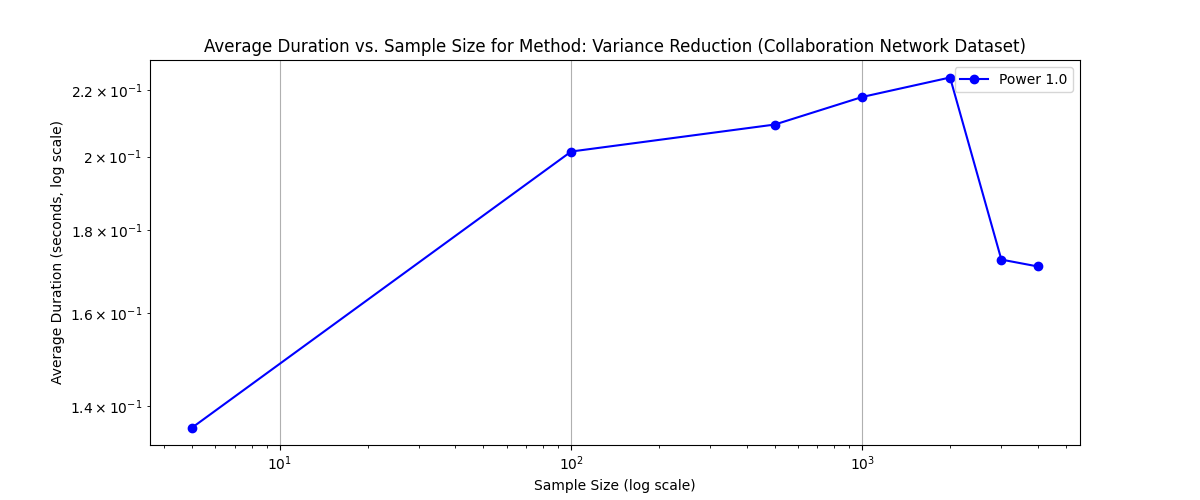 Average Duration vs. Sample Size for Method: Variance Reduction (Collaboration Network Dataset)
Power 1.0
Average Duration (seconds, log scale)
2.2 × 10⁻¹
2 × 10⁻¹
1.8 × 10⁻¹
1.6 × 10⁻¹
1.4 × 10⁻¹
10¹ 10² 10³
Sample Size (log scale)